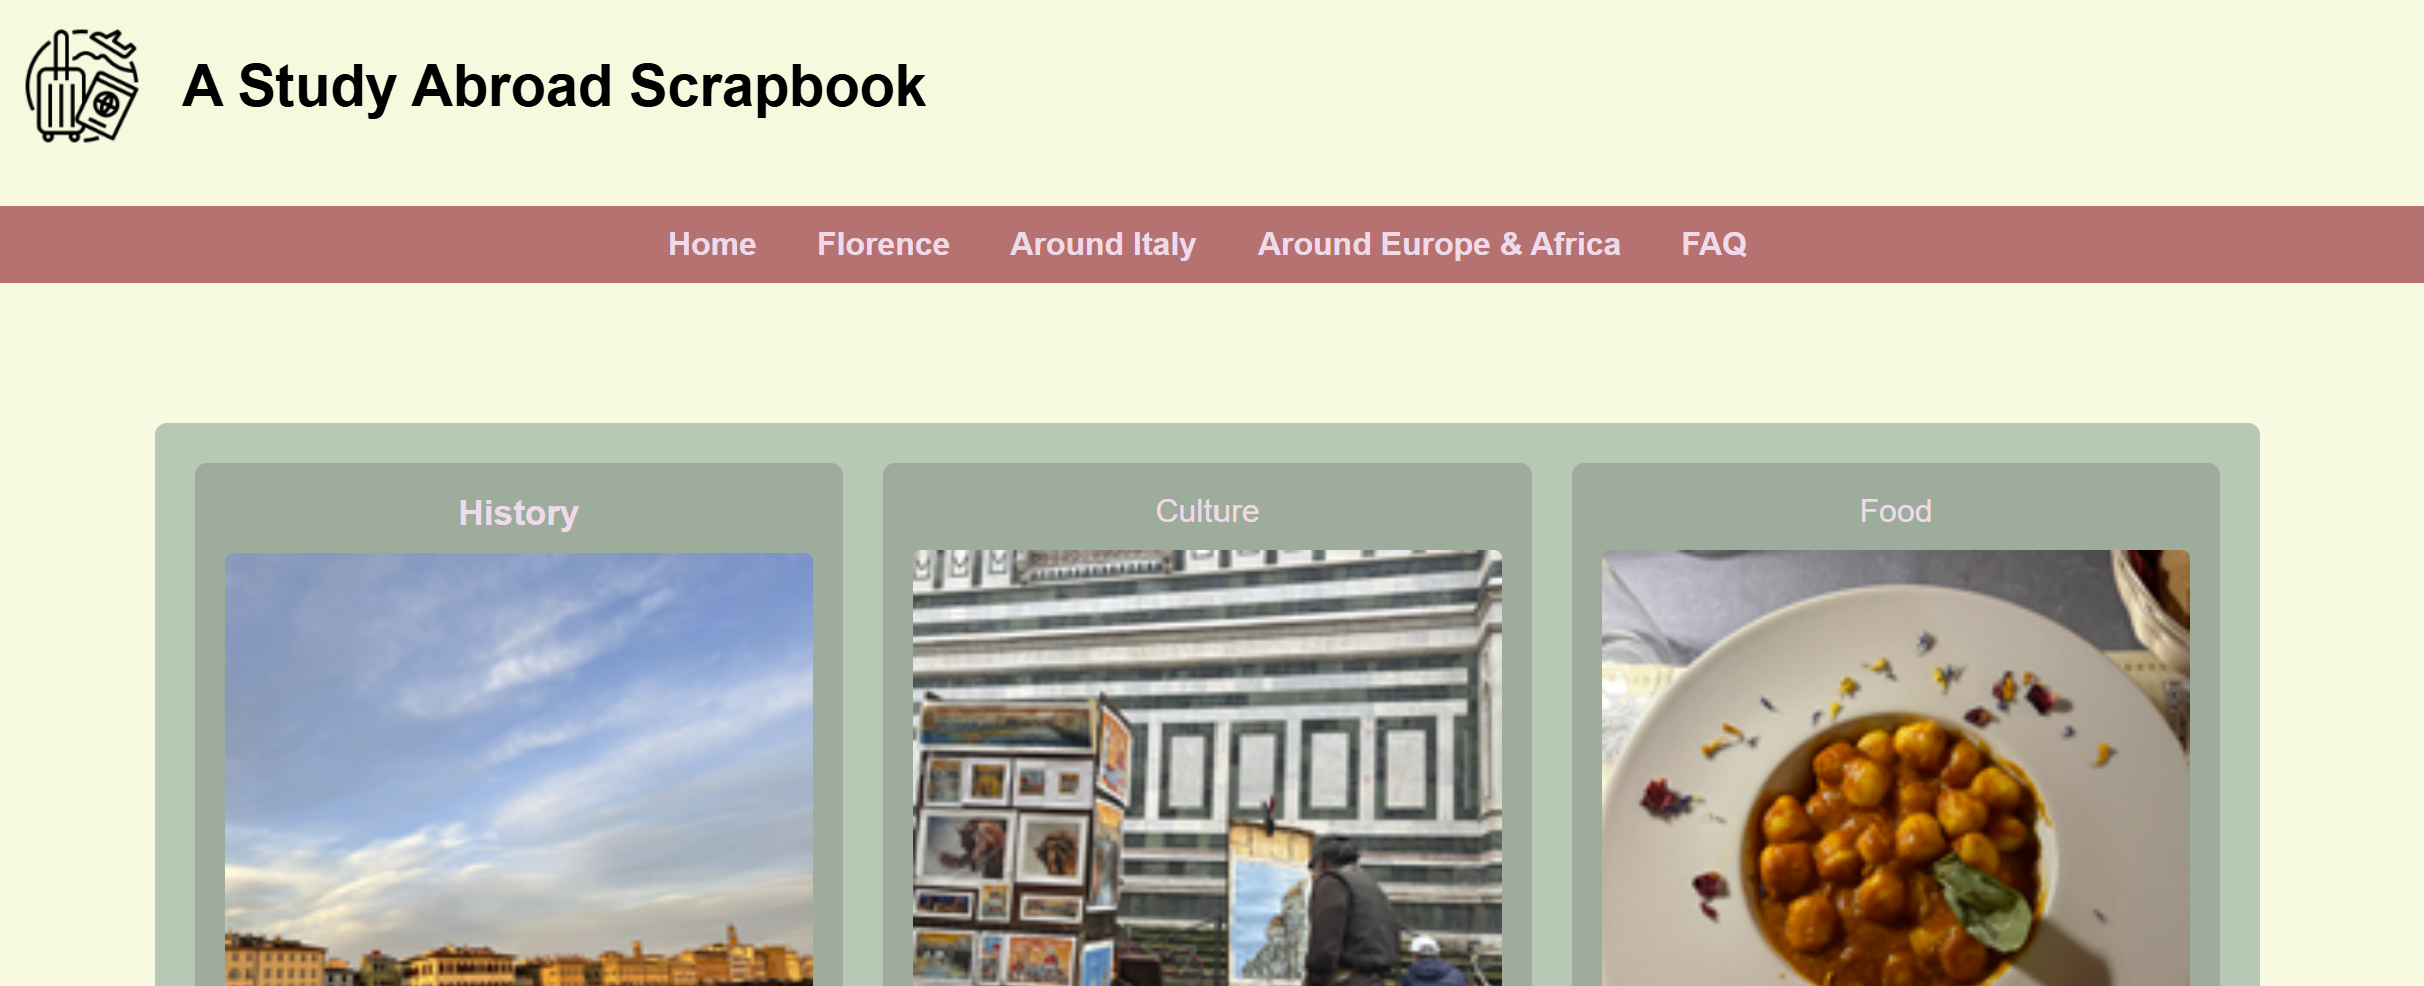 A Study Abroad Scrapbook
Home Florence Around Italy Around Europe & Africa FAQ
History
Culture
Food